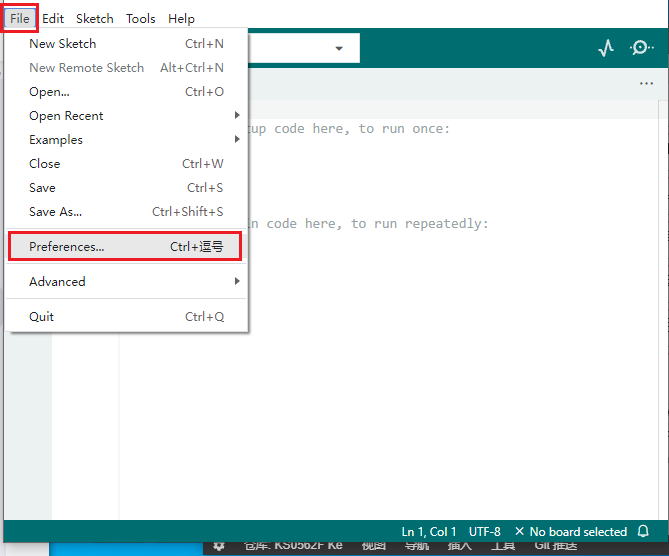 File Edit Sketch Tools Help
New Sketch Ctrl+N
New Remote Sketch Alt+Ctrl+N
Open... Ctrl+O
Open Recent
Examples
Close Ctrl+W
Save Ctrl+S
Save As... Ctrl+Shift+S
Preferences... Ctrl+逗号
Advanced
Quit Ctrl+Q
up code here, to run once:
code here, to run repeatedly:
Ln 1, Col 1 UTF-8 No board selected
仓库: KS0562F Ke 视图 导航 插入 工具 Git 推送